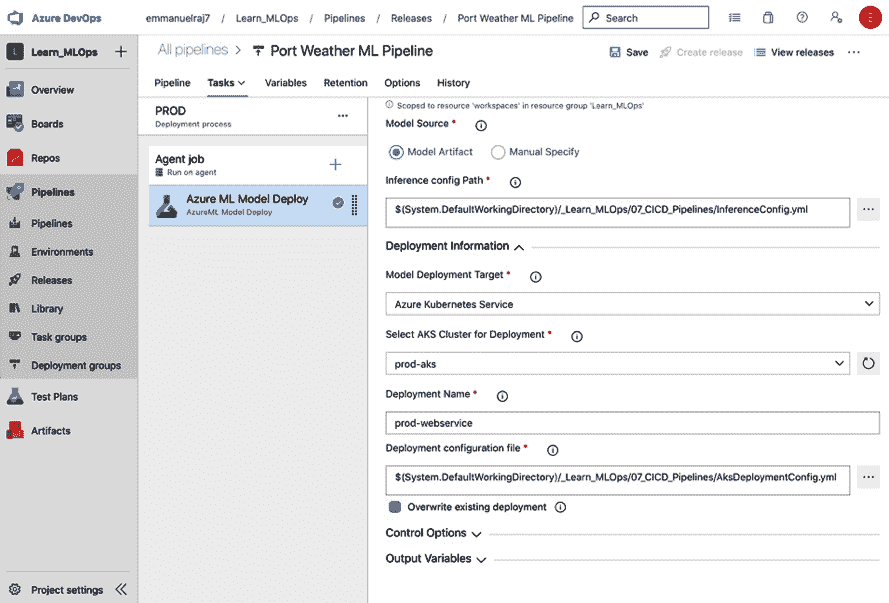 Azure DevOps
emmanuelraj7 / Learn_MLOps / Pipelines / Releases / Port Weather ML Pipeline
Search
L Learn_MLOps +
Overview
Boards
Repos
Pipelines
Pipelines
Environments
Releases
Library
Task groups
Deployment groups
Test Plans
Artifacts
Project settings
All pipelines > Port Weather ML Pipeline
Save Create release View releases ...
Pipeline Tasks Variables Retention Options History
PROD ...
Deployment process
Agent job +
Run on agent
Azure ML Model Deploy
AzureML Model Deploy
Scoped to resource 'workspaces' in resource group 'Learn_MLOps'
Model Source *
Model Artifact Manual Specify
Inference config Path *
$(System.DefaultWorkingDirectory)/_Learn_MLOps/07_CICD_Pipelines/InferenceConfig.yml ...
Deployment Information
Model Deployment Target *
Azure Kubernetes Service
Select AKS Cluster for Deployment *
prod-aks
Deployment Name *
prod-webservice
Deployment configuration file *
$(System.DefaultWorkingDirectory)/_Learn_MLOps/07_CICD_Pipelines/AksDeploymentConfig.yml ...
Overwrite existing deployment
Control Options
Output Variables